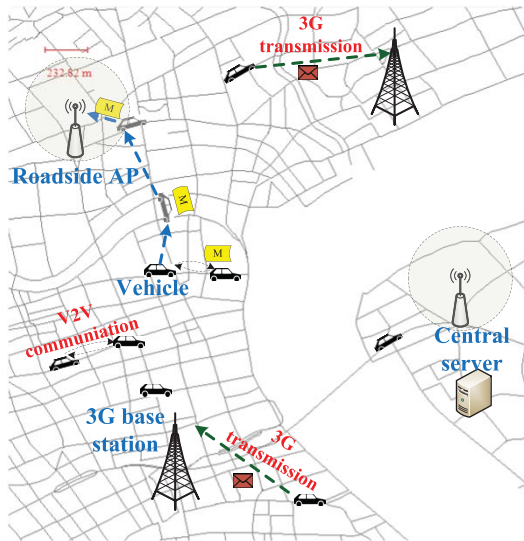 3G
transmission
232.82 m
M
Roadside AP
M
M
Vehicle
V2V
communiation
Central
server
3G base
station
3G
transmission